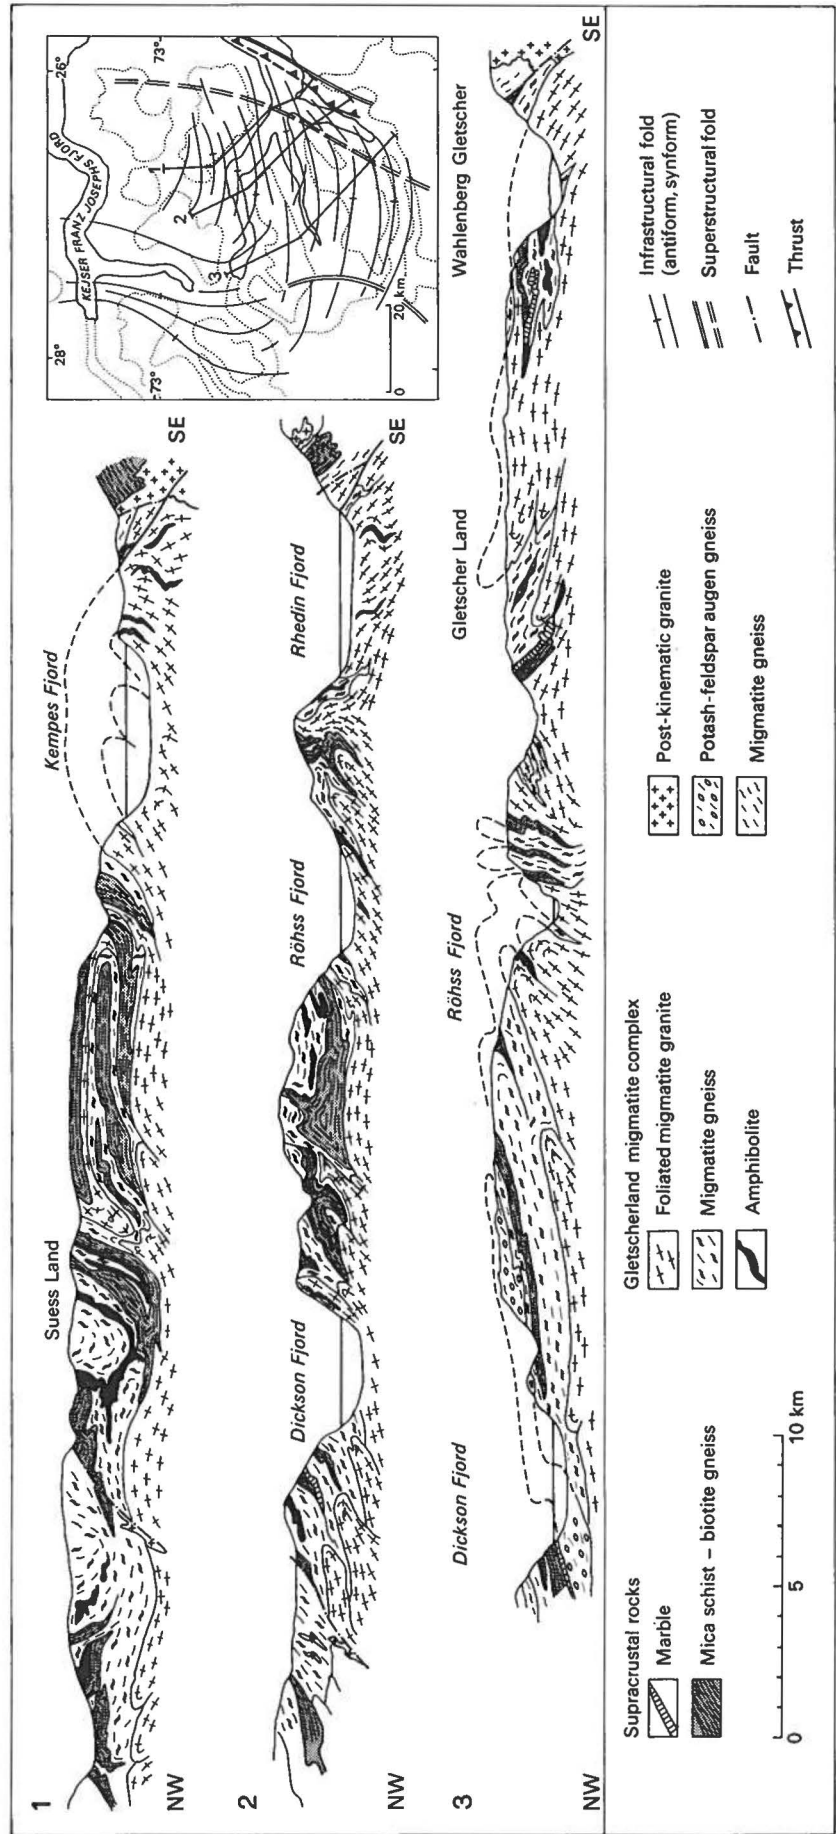 1
Suess Land
Kempes Fjord
NW
SE
2
Dickson Fjord
Röhss Fjord
Rhedin Fjord
NW
SE
28°
26°
KEJSER FRANZ JOSEPHS FJORD
73°
73°
1
2
3
0
20 km
3
Dickson Fjord
Röhss Fjord
Gletscher Land
Wahlenberg Gletscher
NW
SE
Supracrustal rocks
Marble
Mica schist – biotite gneiss
0
5
10 km
Gletscherland migmatite complex
Foliated migmatite granite
Migmatite gneiss
Amphibolite
Post-kinematic granite
Potash-feldspar augen gneiss
Migmatite gneiss
Infrastructural fold
(antiform, synform)
Superstructural fold
Fault
Thrust